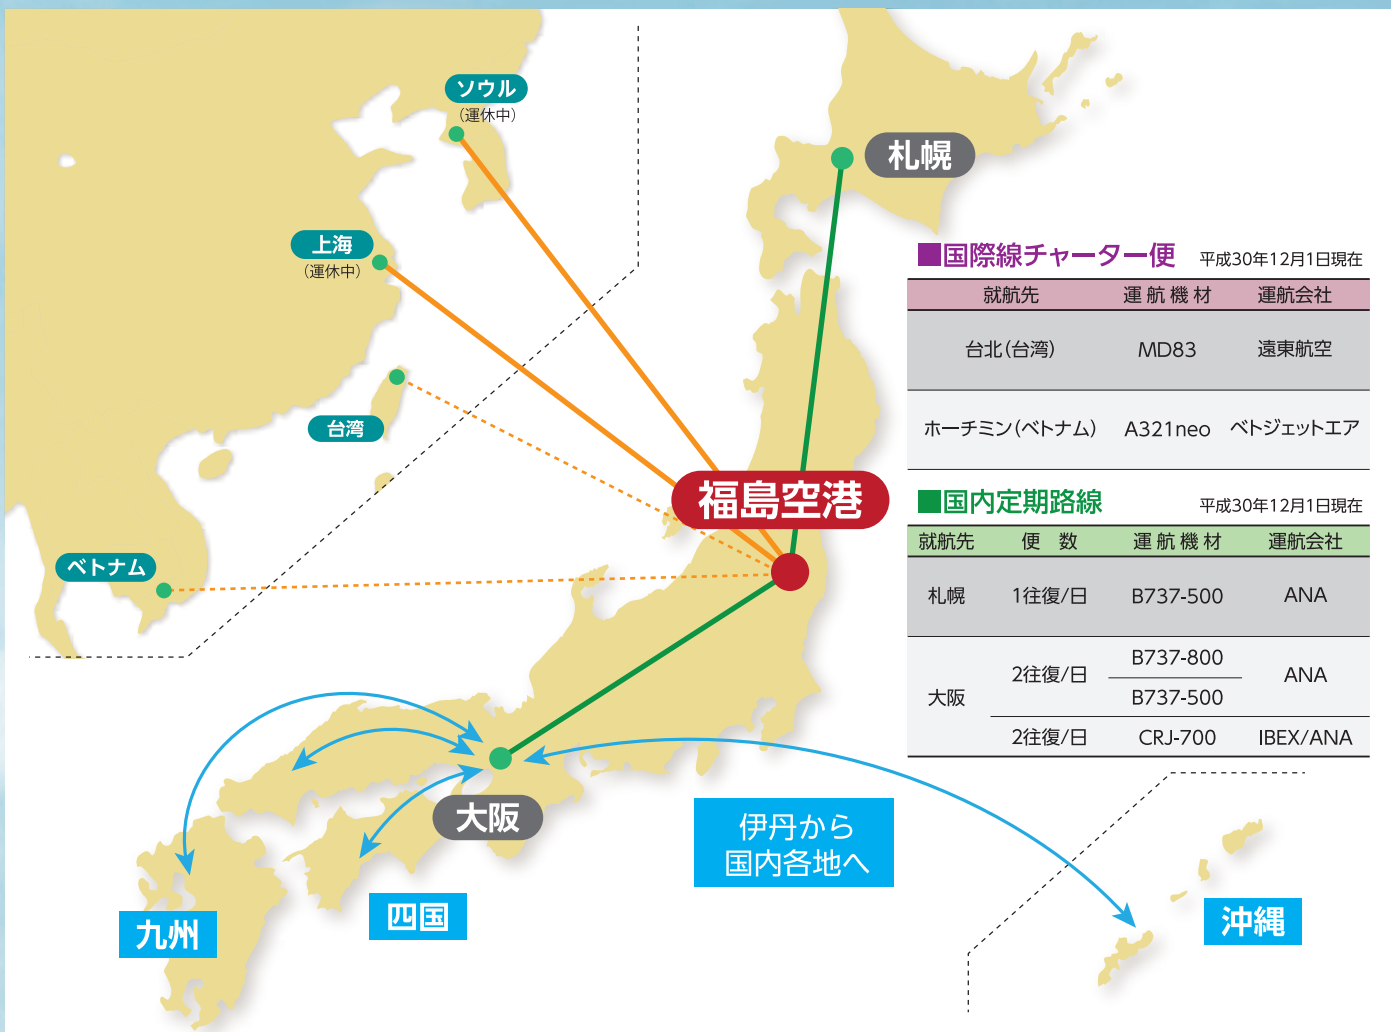 ソウル
（運休中）
札幌
上海
（運休中）
■国際線チャーター便 平成30年12月1日現在
就航先 運航機材 運航会社
台北（台湾） MD83 遠東航空
ホーチミン（ベトナム） A321neo ベトジェットエア
台湾
福島空港
■国内定期路線 平成30年12月1日現在
就航先 便 数 運航機材 運航会社
札幌 1往復/日 B737-500 ANA
大阪 2往復/日 B737-800 ANA
B737-500
2往復/日 CRJ-700 IBEX/ANA
ベトナム
大阪
伊丹から
国内各地へ
四国
九州
沖縄